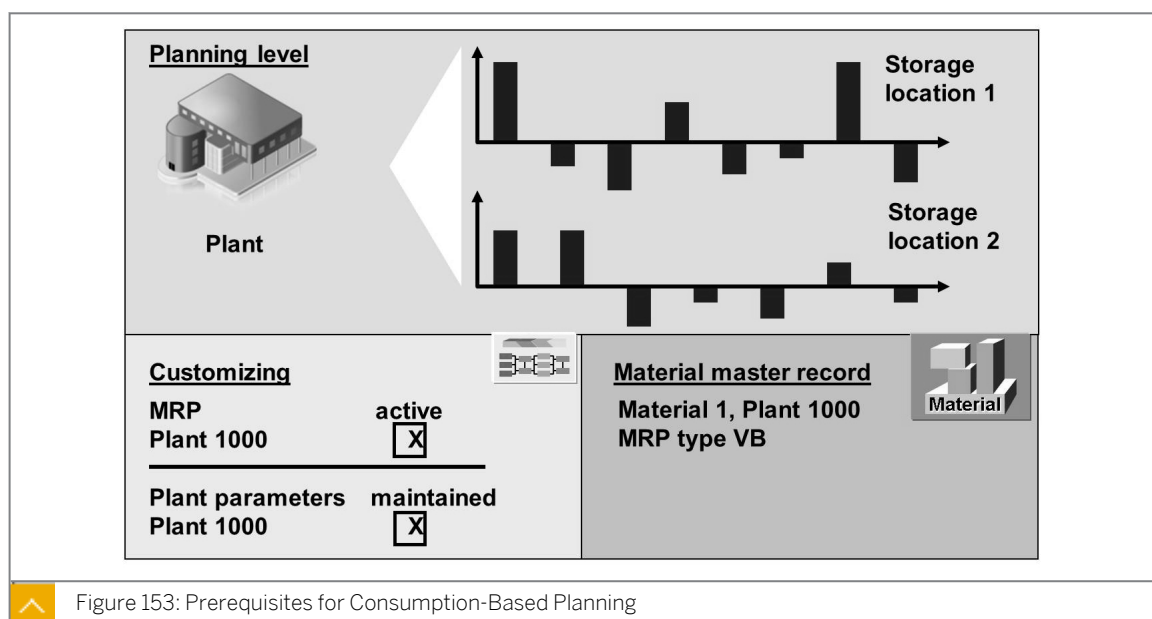 Planning level
Plant
Storage
location 1
Storage
location 2
Customizing
MRP active
Plant 1000 X
Plant parameters maintained
Plant 1000 X
Material master record
Material 1, Plant 1000
MRP type VB
Material
Figure 153: Prerequisites for Consumption-Based Planning